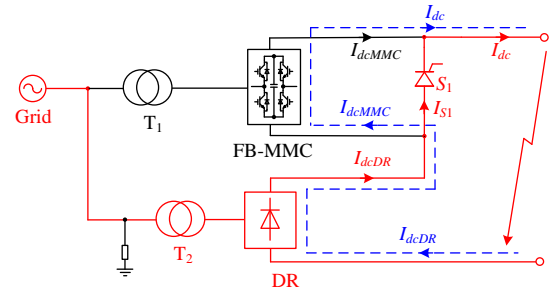 I_dc
I_dcMMC
I_dc
S_1
I_S1
I_dcMMC
Grid
T_1
FB-MMC
I_dcDR
T_2
DR
I_dcDR